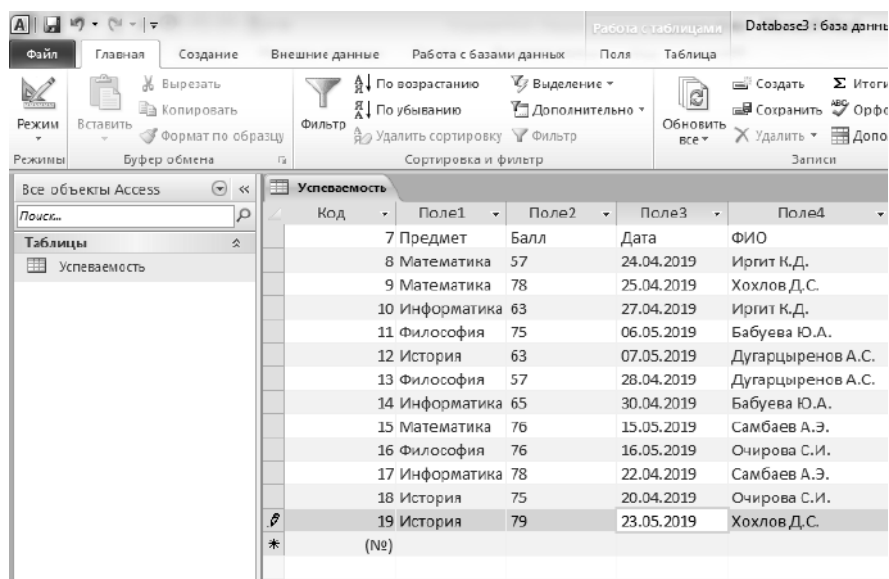 Работа с таблицами Database3 : база данны
Файл Главная Создание Внешние данные Работа с базами данных Поля Таблица
Режим
Режимы
Вставить
Вырезать
Копировать
Формат по образцу
Буфер обмена
Фильтр
По возрастанию
По убыванию
Удалить сортировку
Выделение
Дополнительно
Фильтр
Сортировка и фильтр
Обновить
все
Создать
Сохранить
Удалить
Σ Итоги
Орфо
Допо
Записи
Все объекты Access
Поиск...
Таблицы
Успеваемость
Успеваемость
Код Поле1 Поле2 Поле3 Поле4
7 Предмет Балл Дата ФИО
8 Математика 57 24.04.2019 Иргит К.Д.
9 Математика 78 25.04.2019 Хохлов Д.С.
10 Информатика 63 27.04.2019 Иргит К.Д.
11 Философия 75 06.05.2019 Бабуева Ю.А.
12 История 63 07.05.2019 Дугарцыренов А.С.
13 Философия 57 28.04.2019 Дугарцыренов А.С.
14 Информатика 65 30.04.2019 Бабуева Ю.А.
15 Математика 76 15.05.2019 Самбаев А.Э.
16 Философия 76 16.05.2019 Очирова С.И.
17 Информатика 78 22.04.2019 Самбаев А.Э.
18 История 75 20.04.2019 Очирова С.И.
19 История 79 23.05.2019 Хохлов Д.С.
(№)